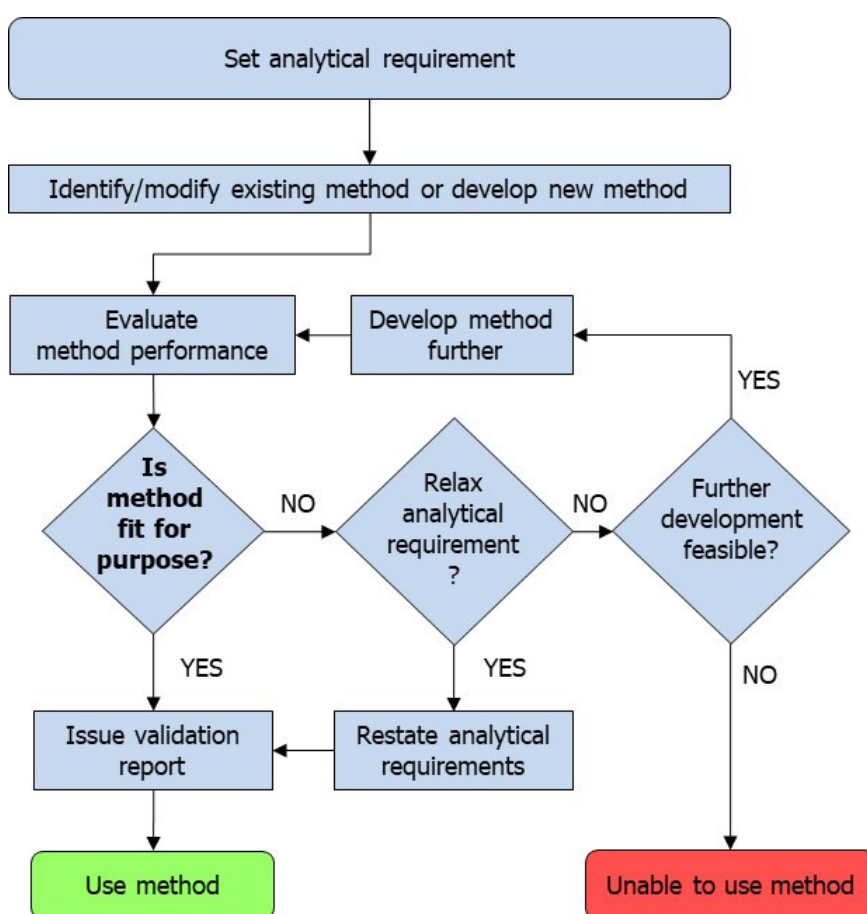 Set analytical requirement
Identify/modify existing method or develop new method
Evaluate
method performance
Develop method
further
YES
Is
method
fit for
purpose?
NO
Relax
analytical
requirement
?
NO
Further
development
feasible?
YES
YES
NO
Issue validation
report
Restate analytical
requirements
Use method
Unable to use method